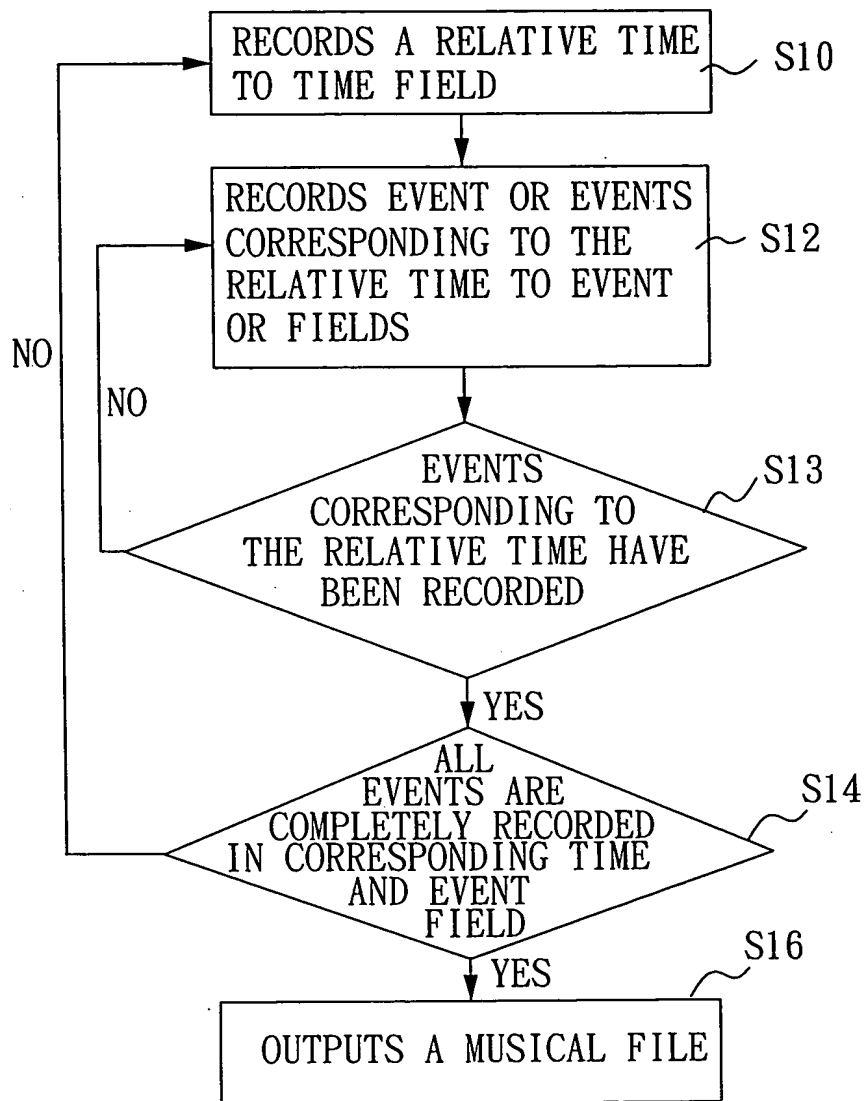 RECORDS A RELATIVE TIME
TO TIME FIELD
S10
RECORDS EVENT OR EVENTS
CORRESPONDING TO THE
RELATIVE TIME TO EVENT
OR FIELDS
S12
NO
NO
EVENTS
CORRESPONDING TO
THE RELATIVE TIME HAVE
BEEN RECORDED
S13
YES
ALL
EVENTS ARE
COMPLETELY RECORDED
IN CORRESPONDING TIME
AND EVENT
FIELD
S14
YES
S16
OUTPUTS A MUSICAL FILE